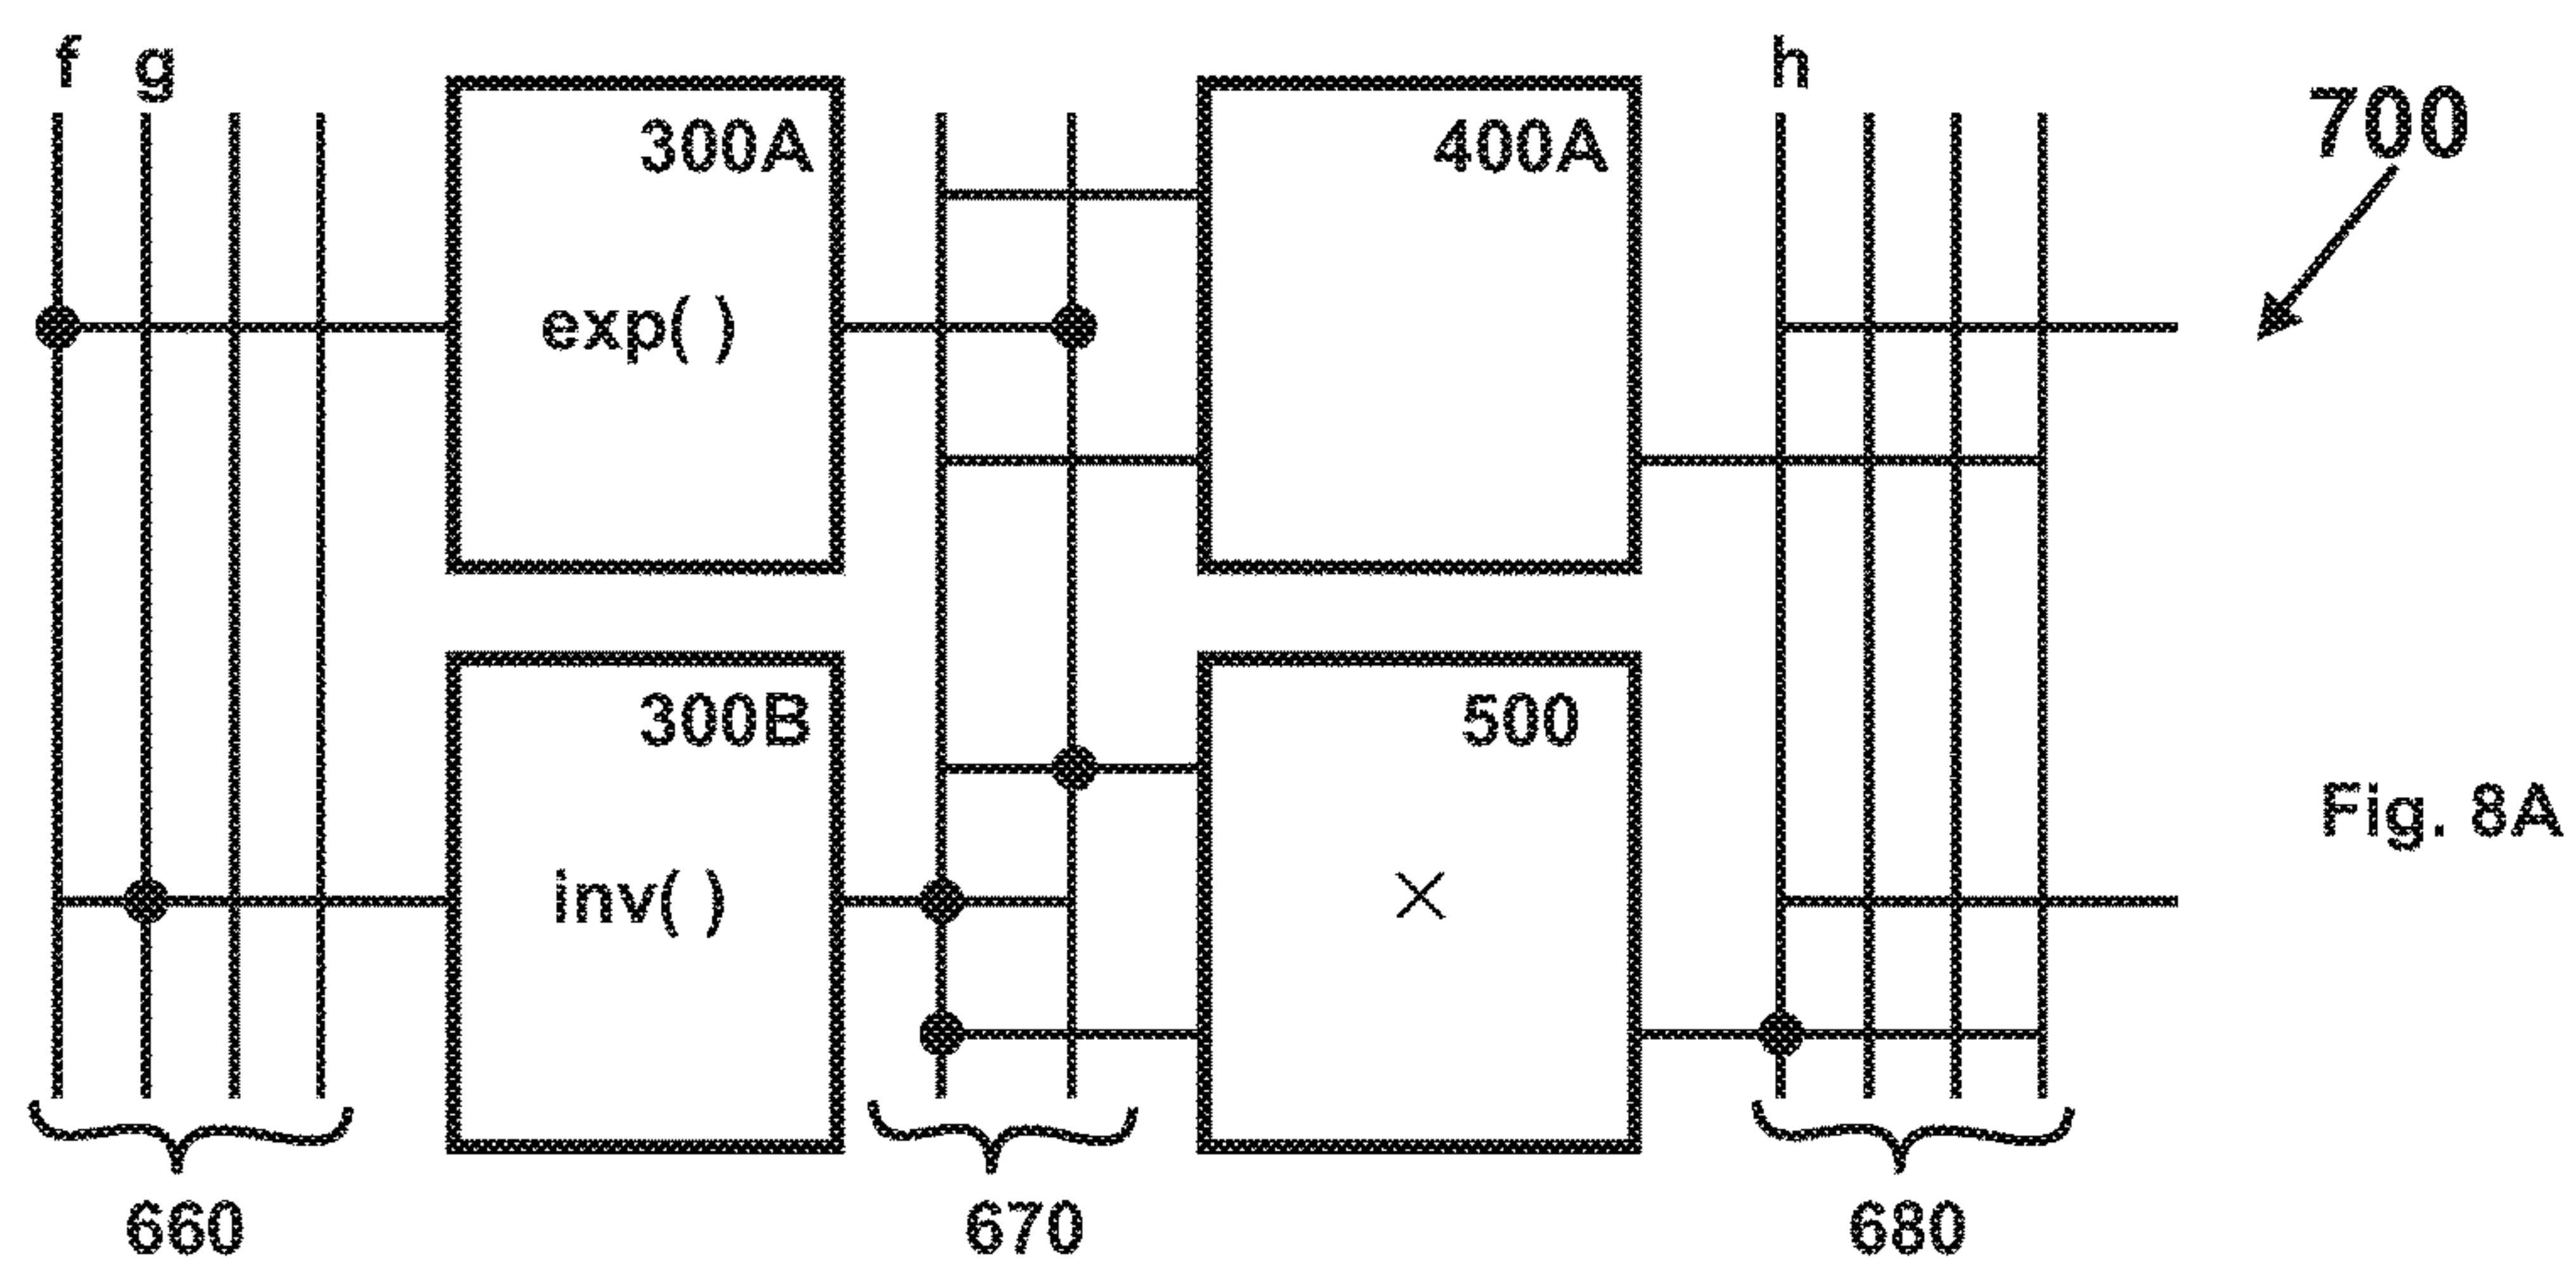 f g h
700
300A 400A
exp( )
300B 500
inv( ) ×
Fig. 8A
660 670 680